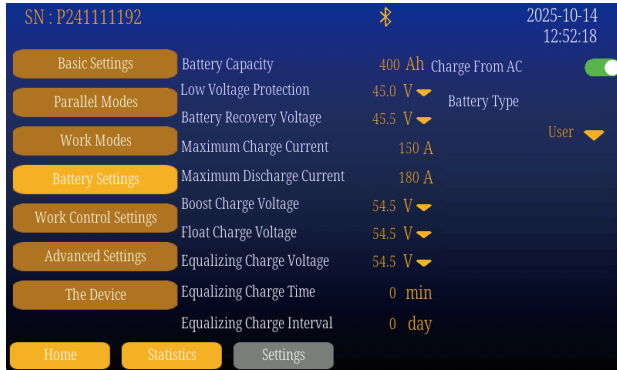 SN : P241111192
2025-10-14
12:52:18
Basic Settings
Parallel Modes
Work Modes
Battery Settings
Work Control Settings
Advanced Settings
The Device
Battery Capacity 400 Ah
Low Voltage Protection 45.0 V
Battery Recovery Voltage 45.5 V
Maximum Charge Current 150 A
Maximum Discharge Current 180 A
Boost Charge Voltage 54.5 V
Float Charge Voltage 54.5 V
Equalizing Charge Voltage 54.5 V
Equalizing Charge Time 0 min
Equalizing Charge Interval 0 day
Charge From AC
Battery Type
User
Home
Statistics
Settings